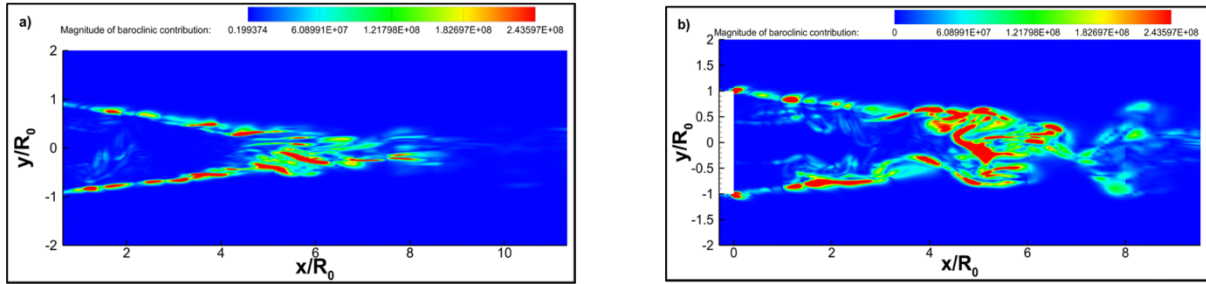 a)
Magnitude of baroclinic contribution: 0.199374 6.08991E+07 1.21798E+08 1.82697E+08 2.43597E+08
2
1
0
-1
-2
y/R0
2 4 6 8 10
x/R0
b)
Magnitude of baroclinic contribution: 0 6.08991E+07 1.21798E+08 1.82697E+08 2.43597E+08
2
1.5
1
0.5
0
-0.5
-1
-1.5
-2
y/R0
0 2 4 6 8
x/R0